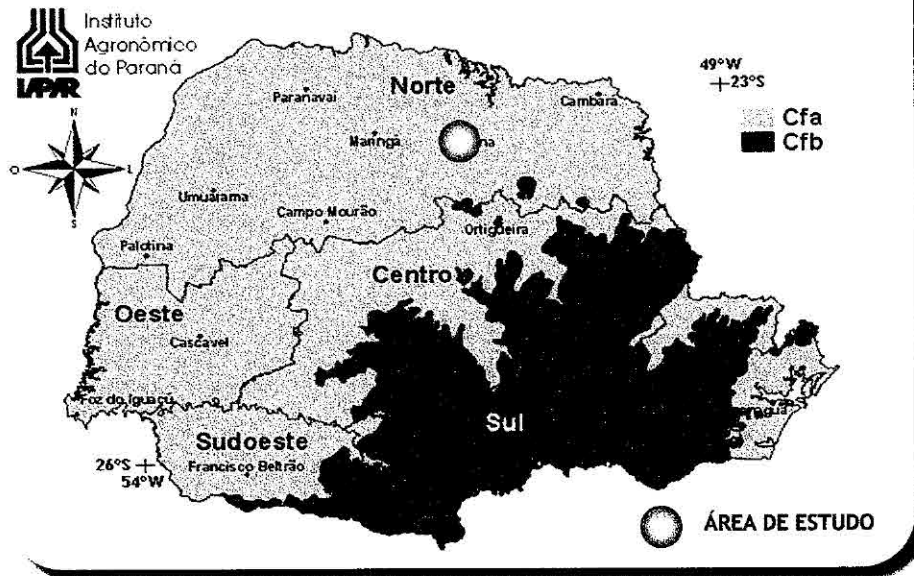 Instituto
Agronômico
do Paraná
IAPAR
N
O
L
S
49°W
23°S
Cfa
Cfb
Norte
Paranavaí
Cambará
Maringá
na
Umuarama
Campo Mourão
Ortigueira
Palotina
Centro
Oeste
Cascavel
Foz do Iguaçu
Sul
Sudoeste
Francisco Beltrão
26°S
54°W
ÁREA DE ESTUDO